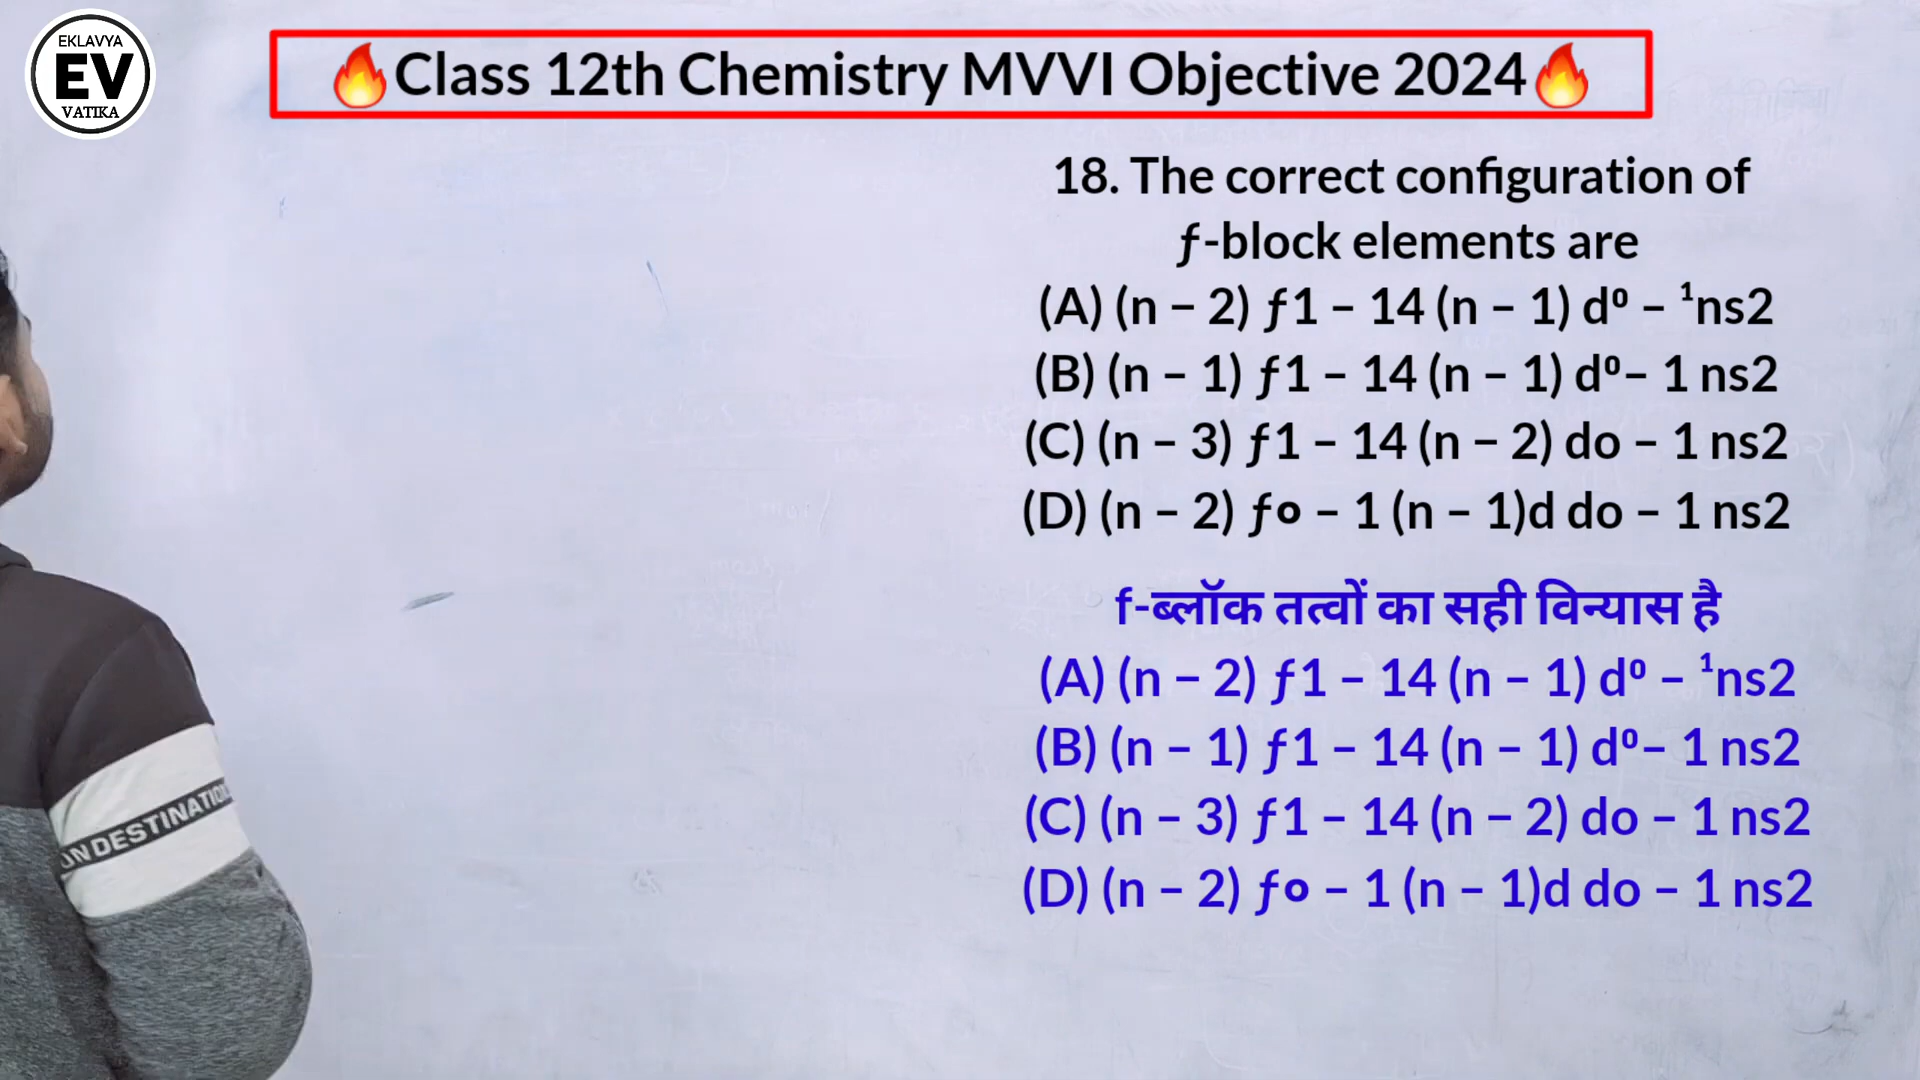 EKLAVYA
EV
VATIKA
🔥Class 12th Chemistry MVVI Objective 2024🔥
18. The correct configuration of
ƒ-block elements are
(A) (n − 2) ƒ1 – 14 (n – 1) d⁰ – ¹ns2
(B) (n – 1) ƒ1 – 14 (n – 1) d⁰– 1 ns2
(C) (n – 3) ƒ1 – 14 (n − 2) do – 1 ns2
(D) (n – 2) ƒo – 1 (n – 1)d do – 1 ns2
f-ब्लॉक तत्वों का सही विन्यास है
(A) (n − 2) ƒ1 – 14 (n – 1) d⁰ – ¹ns2
(B) (n – 1) ƒ1 – 14 (n – 1) d⁰– 1 ns2
(C) (n – 3) ƒ1 – 14 (n − 2) do – 1 ns2
(D) (n – 2) ƒo – 1 (n – 1)d do – 1 ns2
UNDESTINATION